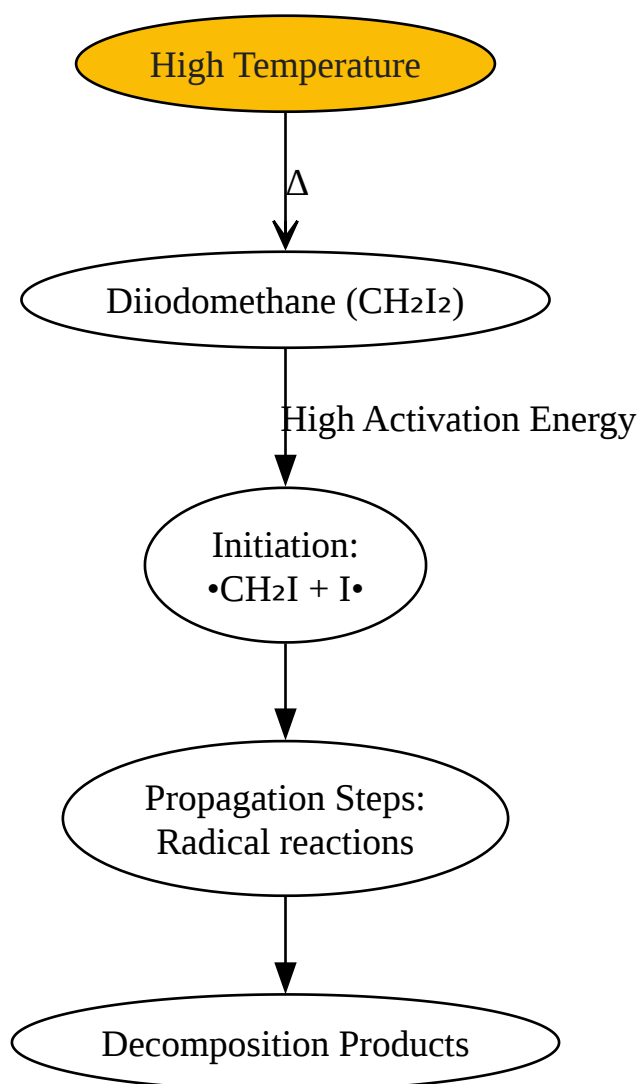 High Temperature
Δ
Diiodomethane (CH₂I₂)
High Activation Energy
Initiation:
•CH₂I + I•
Propagation Steps:
Radical reactions
Decomposition Products